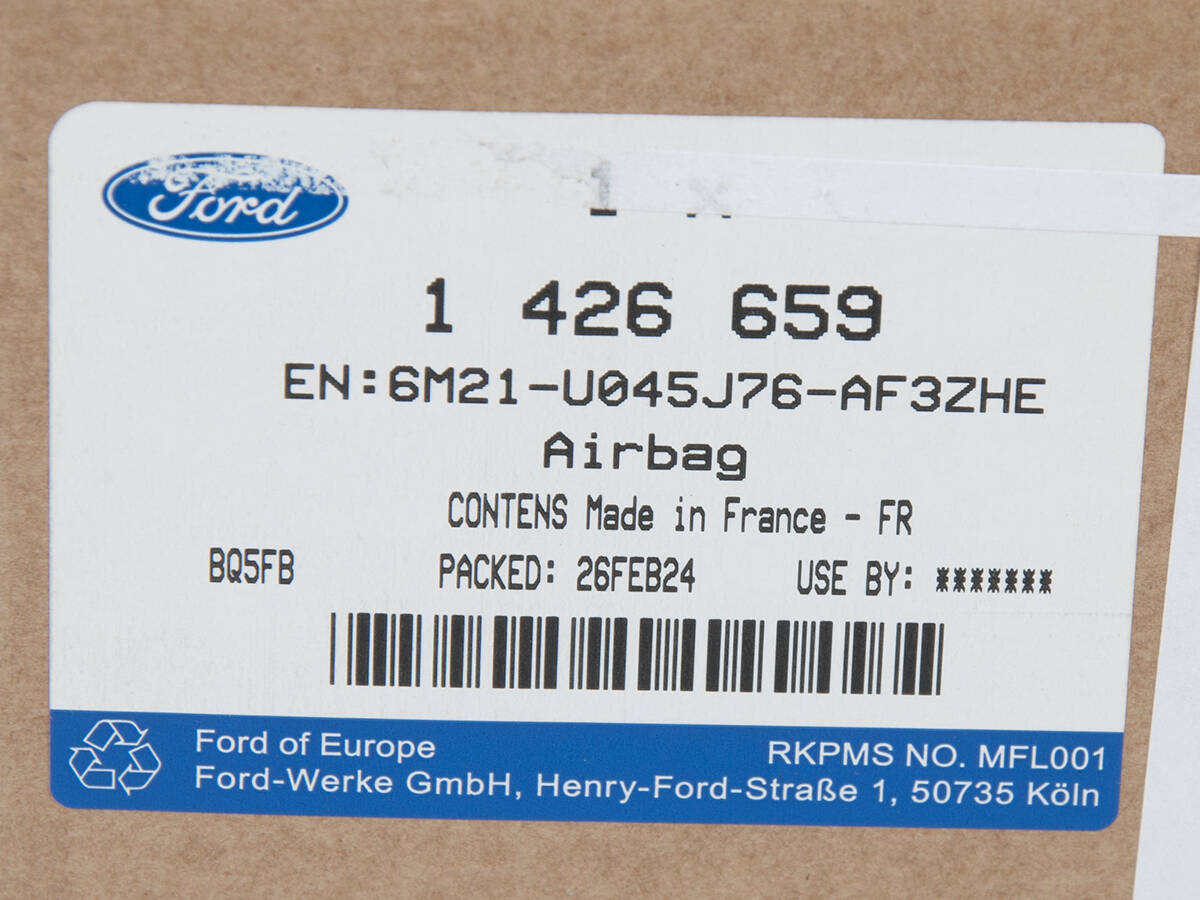 Ford
1 X
1 426 659
EN:6M21-U045J76-AF3ZHE
Airbag
CONTENS Made in France - FR
BQ5FB PACKED: 26FEB24 USE BY: *******
Ford of Europe RKPMS NO. MFL001
Ford-Werke GmbH, Henry-Ford-Straße 1, 50735 Köln